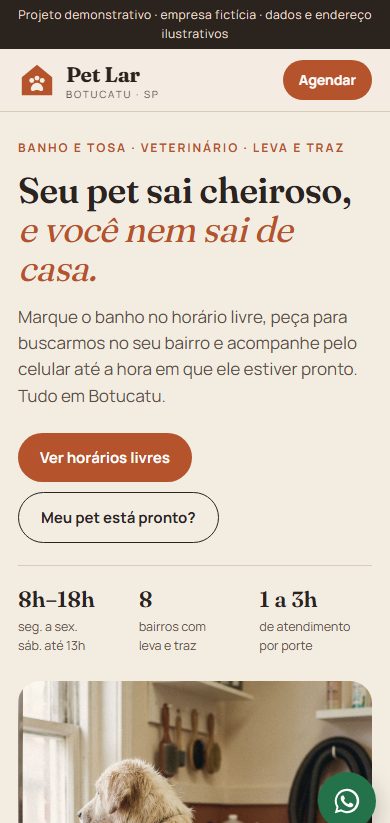 Projeto demonstrativo · empresa fictícia · dados e endereço
ilustrativos
Pet Lar
BOTUCATU · SP
Agendar
BANHO E TOSA · VETERINÁRIO · LEVA E TRAZ
Seu pet sai cheiroso,
e você nem sai de
casa.
Marque o banho no horário livre, peça para
buscarmos no seu bairro e acompanhe pelo
celular até a hora em que ele estiver pronto.
Tudo em Botucatu.
Ver horários livres
Meu pet está pronto?
8h–18h
seg. a sex.
sáb. até 13h
8
bairros com
leva e traz
1 a 3h
de atendimento
por porte